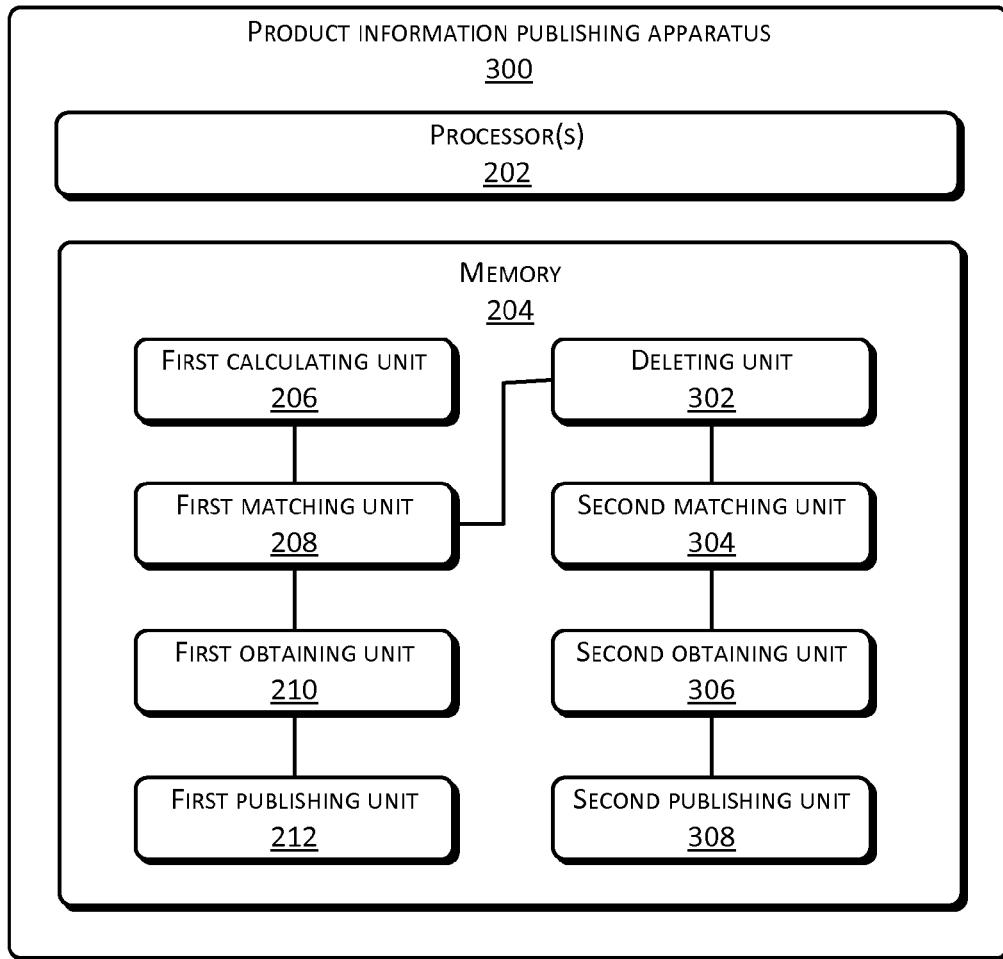 PRODUCT INFORMATION PUBLISHING APPARATUS
300
PROCESSOR(S)
202
MEMORY
204
FIRST CALCULATING UNIT
206
DELETING UNIT
302
FIRST MATCHING UNIT
208
SECOND MATCHING UNIT
304
FIRST OBTAINING UNIT
210
SECOND OBTAINING UNIT
306
FIRST PUBLISHING UNIT
212
SECOND PUBLISHING UNIT
308